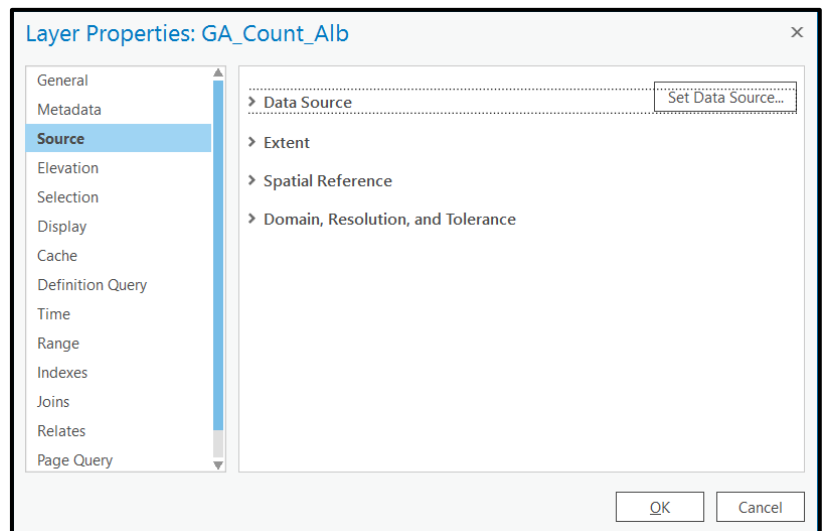 Layer Properties: GA_Count_Alb
General
Metadata
Source
Elevation
Selection
Display
Cache
Definition Query
Time
Range
Indexes
Joins
Relates
Page Query
Data Source
Set Data Source...
Extent
Spatial Reference
Domain, Resolution, and Tolerance
OK
Cancel